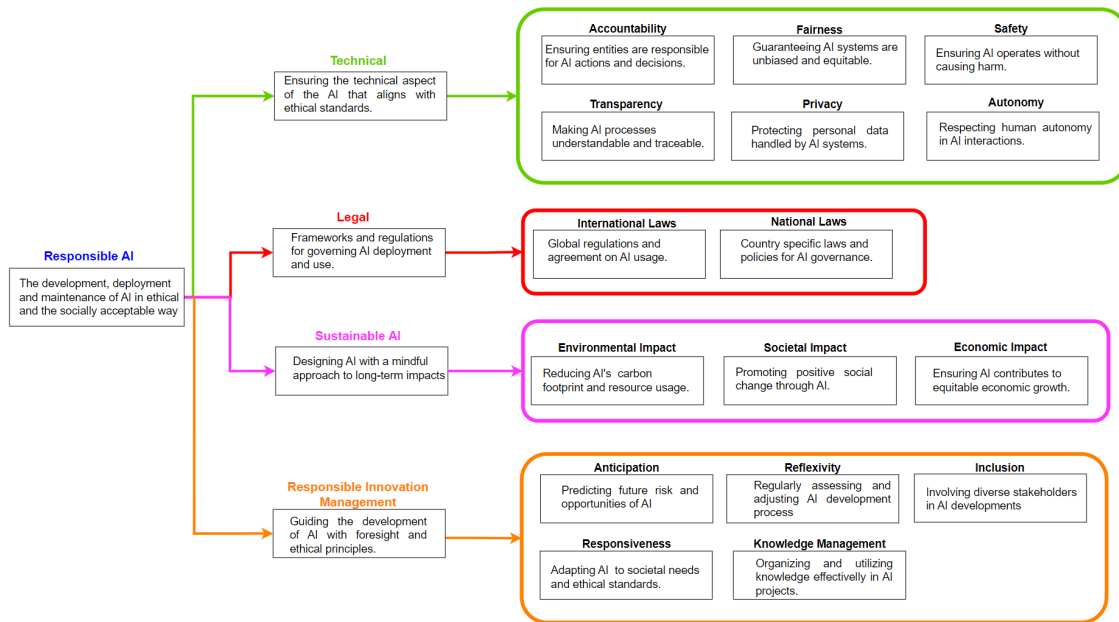 Responsible AI
The development, deployment
and maintenance of AI in ethical
and the socially acceptable way
Technical
Ensuring the technical aspect
of the AI that aligns with
ethical standards.
Accountability
Ensuring entities are responsible
for AI actions and decisions.
Fairness
Guaranteeing AI systems are
unbiased and equitable.
Safety
Ensuring AI operates without
causing harm.
Transparency
Making AI processes
understandable and traceable.
Privacy
Protecting personal data
handled by AI systems.
Autonomy
Respecting human autonomy
in AI interactions.
Legal
Frameworks and regulations
for governing AI deployment
and use.
International Laws
Global regulations and
agreement on AI usage.
National Laws
Country specific laws and
policies for AI governance.
Sustainable AI
Designing AI with a mindful
approach to long-term impacts
Environmental Impact
Reducing AI's carbon
footprint and resource usage.
Societal Impact
Promoting positive social
change through AI.
Economic Impact
Ensuring AI contributes to
equitable economic growth.
Responsible Innovation
Management
Guiding the development
of AI with foresight and
ethical principles.
Anticipation
Predicting future risk and
opportunities of AI
Reflexivity
Regularly assessing and
adjusting AI development
process
Inclusion
Involving diverse stakeholders
in AI developments
Responsiveness
Adapting AI to societal needs
and ethical standards.
Knowledge Management
Organizing and utilizing
knowledge effectivelly in AI
projects.